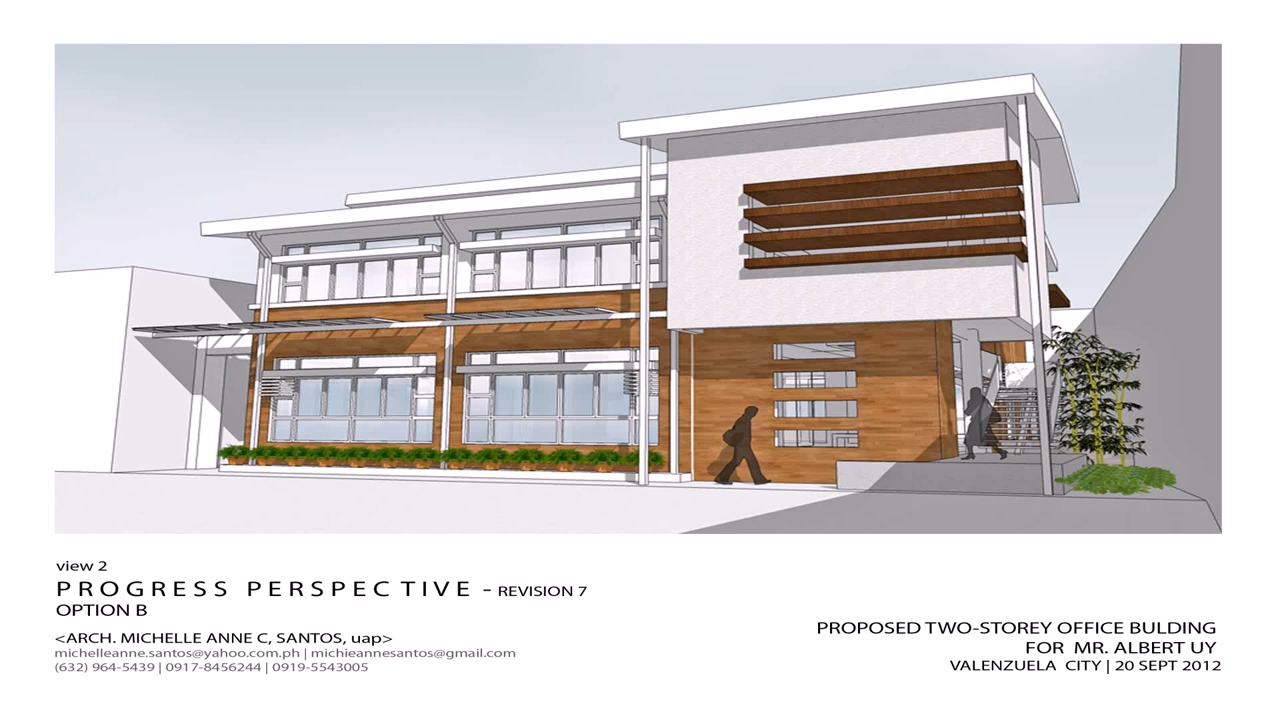 view 2
PROGRESS PERSPECTIVE - REVISION 7
OPTION B
<ARCH. MICHELLE ANNE C, SANTOS, uap>
michelleanne.santos@yahoo.com.ph | michieannesantos@gmail.com
(632) 964-5439 | 0917-8456244 | 0919-5543005
PROPOSED TWO-STOREY OFFICE BULDING
FOR MR. ALBERT UY
VALENZUELA CITY | 20 SEPT 2012